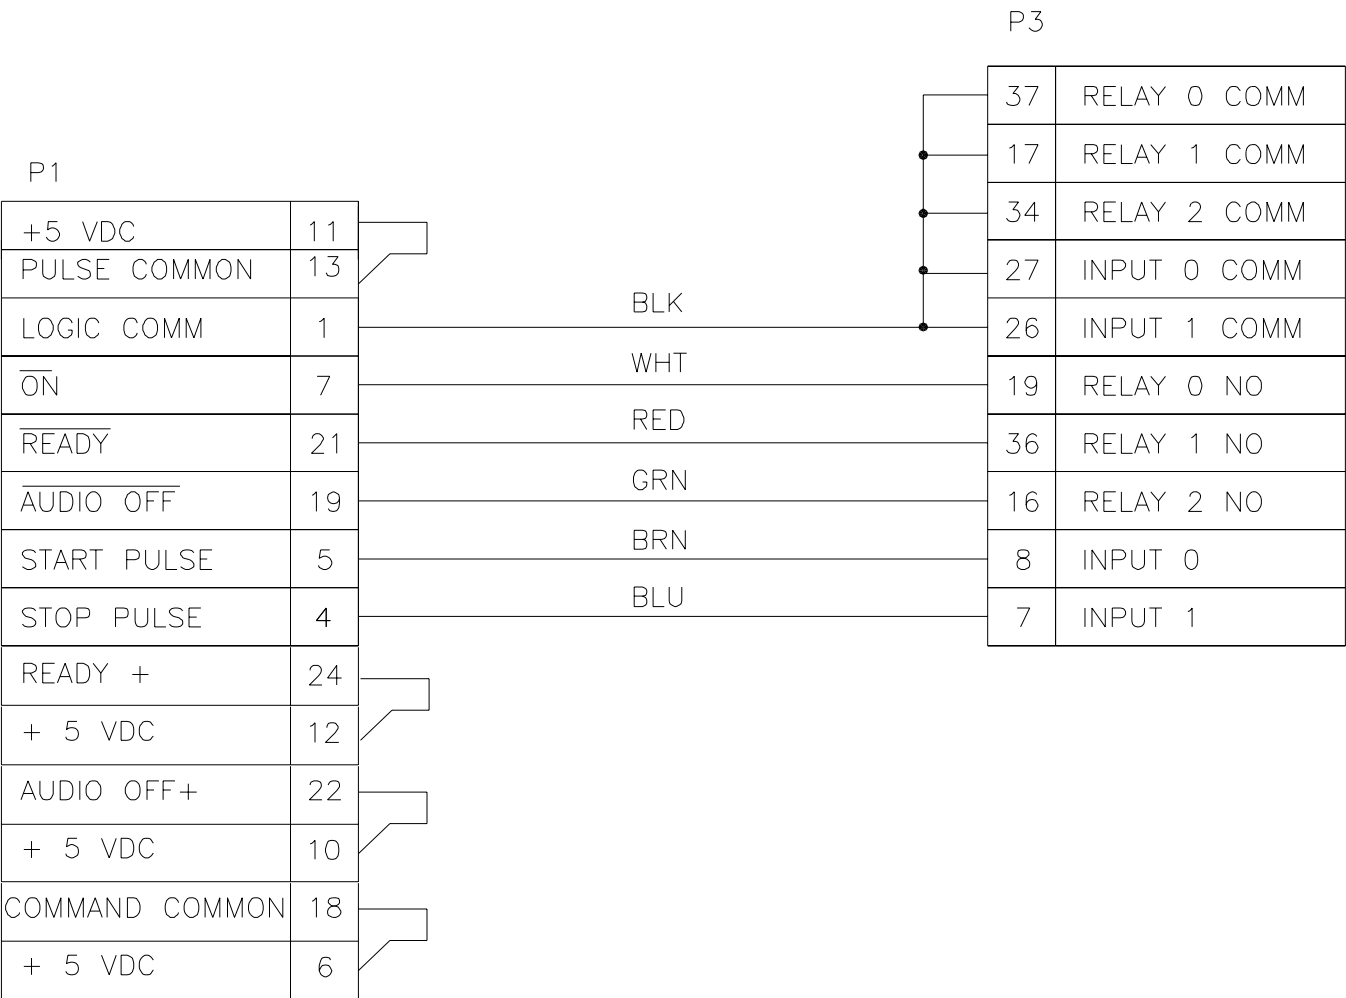 P3
37 RELAY 0 COMM
17 RELAY 1 COMM
34 RELAY 2 COMM
27 INPUT 0 COMM
26 INPUT 1 COMM
19 RELAY 0 NO
36 RELAY 1 NO
16 RELAY 2 NO
8 INPUT 0
7 INPUT 1
P1
+5 VDC 11
PULSE COMMON 13
LOGIC COMM 1
O̅N̅ 7
R̅E̅A̅D̅Y̅ 21
A̅U̅D̅I̅O̅ O̅F̅F̅ 19
START PULSE 5
STOP PULSE 4
READY + 24
+ 5 VDC 12
AUDIO OFF+ 22
+ 5 VDC 10
COMMAND COMMON 18
+ 5 VDC 6
BLK
WHT
RED
GRN
BRN
BLU